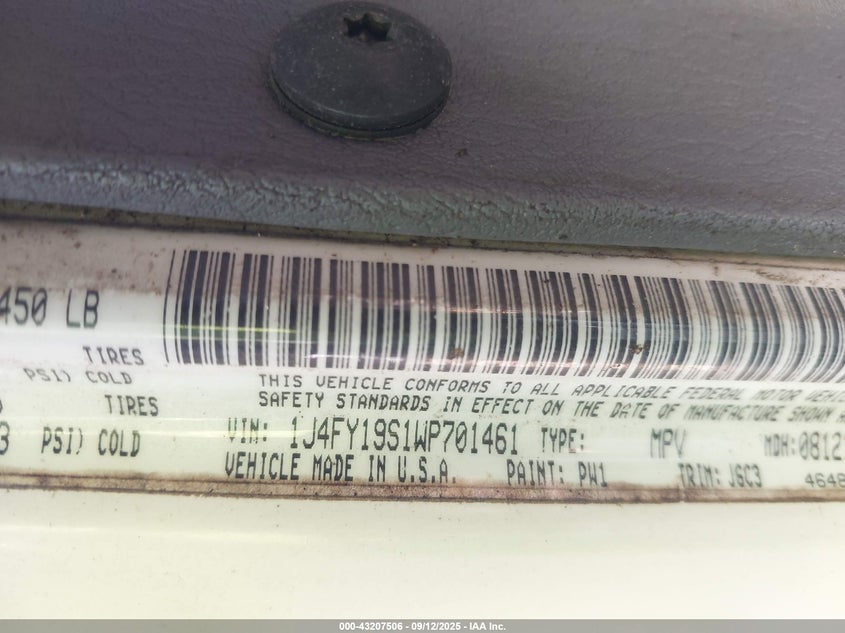 450 LB
TIRES
PSI) COLD
TIRES
3 PSI) COLD
THIS VEHICLE CONFORMS TO ALL APPLICABLE FEDERAL MOTOR VEHI
SAFETY STANDARDS IN EFFECT ON THE DATE OF MANUFACTURE SHOWN A
VIN: 1J4FY19S1WP701461 TYPE: MPV MDH:0812
VEHICLE MADE IN U.S.A. PAINT: PW1 TRIM: J6C3 4648
000-43207506 - 09/12/2025 - IAA Inc.